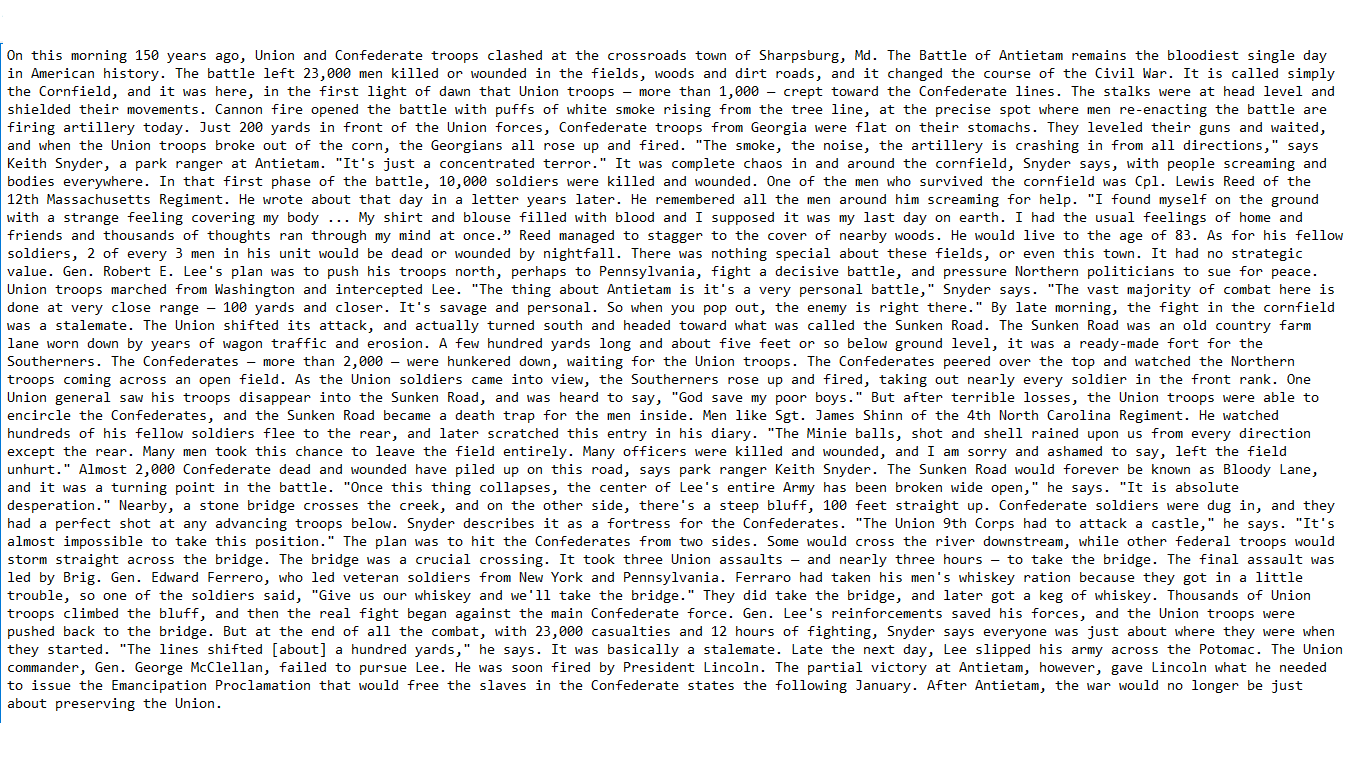 On this morning 150 years ago, Union and Confederate troops clashed at the crossroads town of Sharpsburg, Md. The Battle of Antietam remains the bloodiest single day
in American history. The battle left 23,000 men killed or wounded in the fields, woods and dirt roads, and it changed the course of the Civil War. It is called simply
the Cornfield, and it was here, in the first light of dawn that Union troops — more than 1,000 — crept toward the Confederate lines. The stalks were at head level and
shielded their movements. Cannon fire opened the battle with puffs of white smoke rising from the tree line, at the precise spot where men re-enacting the battle are
firing artillery today. Just 200 yards in front of the Union forces, Confederate troops from Georgia were flat on their stomachs. They leveled their guns and waited,
and when the Union troops broke out of the corn, the Georgians all rose up and fired. "The smoke, the noise, the artillery is crashing in from all directions," says
Keith Snyder, a park ranger at Antietam. "It's just a concentrated terror." It was complete chaos in and around the cornfield, Snyder says, with people screaming and
bodies everywhere. In that first phase of the battle, 10,000 soldiers were killed and wounded. One of the men who survived the cornfield was Cpl. Lewis Reed of the
12th Massachusetts Regiment. He wrote about that day in a letter years later. He remembered all the men around him screaming for help. "I found myself on the ground
with a strange feeling covering my body ... My shirt and blouse filled with blood and I supposed it was my last day on earth. I had the usual feelings of home and
friends and thousands of thoughts ran through my mind at once.” Reed managed to stagger to the cover of nearby woods. He would live to the age of 83. As for his fellow
soldiers, 2 of every 3 men in his unit would be dead or wounded by nightfall. There was nothing special about these fields, or even this town. It had no strategic
value. Gen. Robert E. Lee's plan was to push his troops north, perhaps to Pennsylvania, fight a decisive battle, and pressure Northern politicians to sue for peace.
Union troops marched from Washington and intercepted Lee. "The thing about Antietam is it's a very personal battle," Snyder says. "The vast majority of combat here is
done at very close range — 100 yards and closer. It's savage and personal. So when you pop out, the enemy is right there." By late morning, the fight in the cornfield
was a stalemate. The Union shifted its attack, and actually turned south and headed toward what was called the Sunken Road. The Sunken Road was an old country farm
lane worn down by years of wagon traffic and erosion. A few hundred yards long and about five feet or so below ground level, it was a ready-made fort for the
Southerners. The Confederates — more than 2,000 — were hunkered down, waiting for the Union troops. The Confederates peered over the top and watched the Northern
troops coming across an open field. As the Union soldiers came into view, the Southerners rose up and fired, taking out nearly every soldier in the front rank. One
Union general saw his troops disappear into the Sunken Road, and was heard to say, "God save my poor boys." But after terrible losses, the Union troops were able to
encircle the Confederates, and the Sunken Road became a death trap for the men inside. Men like Sgt. James Shinn of the 4th North Carolina Regiment. He watched
hundreds of his fellow soldiers flee to the rear, and later scratched this entry in his diary. "The Minie balls, shot and shell rained upon us from every direction
except the rear. Many men took this chance to leave the field entirely. Many officers were killed and wounded, and I am sorry and ashamed to say, left the field
unhurt." Almost 2,000 Confederate dead and wounded have piled up on this road, says park ranger Keith Snyder. The Sunken Road would forever be known as Bloody Lane,
and it was a turning point in the battle. "Once this thing collapses, the center of Lee's entire Army has been broken wide open," he says. "It is absolute
desperation." Nearby, a stone bridge crosses the creek, and on the other side, there's a steep bluff, 100 feet straight up. Confederate soldiers were dug in, and they
had a perfect shot at any advancing troops below. Snyder describes it as a fortress for the Confederates. "The Union 9th Corps had to attack a castle," he says. "It's
almost impossible to take this position." The plan was to hit the Confederates from two sides. Some would cross the river downstream, while other federal troops would
storm straight across the bridge. The bridge was a crucial crossing. It took three Union assaults — and nearly three hours — to take the bridge. The final assault was
led by Brig. Gen. Edward Ferrero, who led veteran soldiers from New York and Pennsylvania. Ferraro had taken his men's whiskey ration because they got in a little
trouble, so one of the soldiers said, "Give us our whiskey and we'll take the bridge." They did take the bridge, and later got a keg of whiskey. Thousands of Union
troops climbed the bluff, and then the real fight began against the main Confederate force. Gen. Lee's reinforcements saved his forces, and the Union troops were
pushed back to the bridge. But at the end of all the combat, with 23,000 casualties and 12 hours of fighting, Snyder says everyone was just about where they were when
they started. "The lines shifted [about] a hundred yards," he says. It was basically a stalemate. Late the next day, Lee slipped his army across the Potomac. The Union
commander, Gen. George McClellan, failed to pursue Lee. He was soon fired by President Lincoln. The partial victory at Antietam, however, gave Lincoln what he needed
to issue the Emancipation Proclamation that would free the slaves in the Confederate states the following January. After Antietam, the war would no longer be just
about preserving the Union.